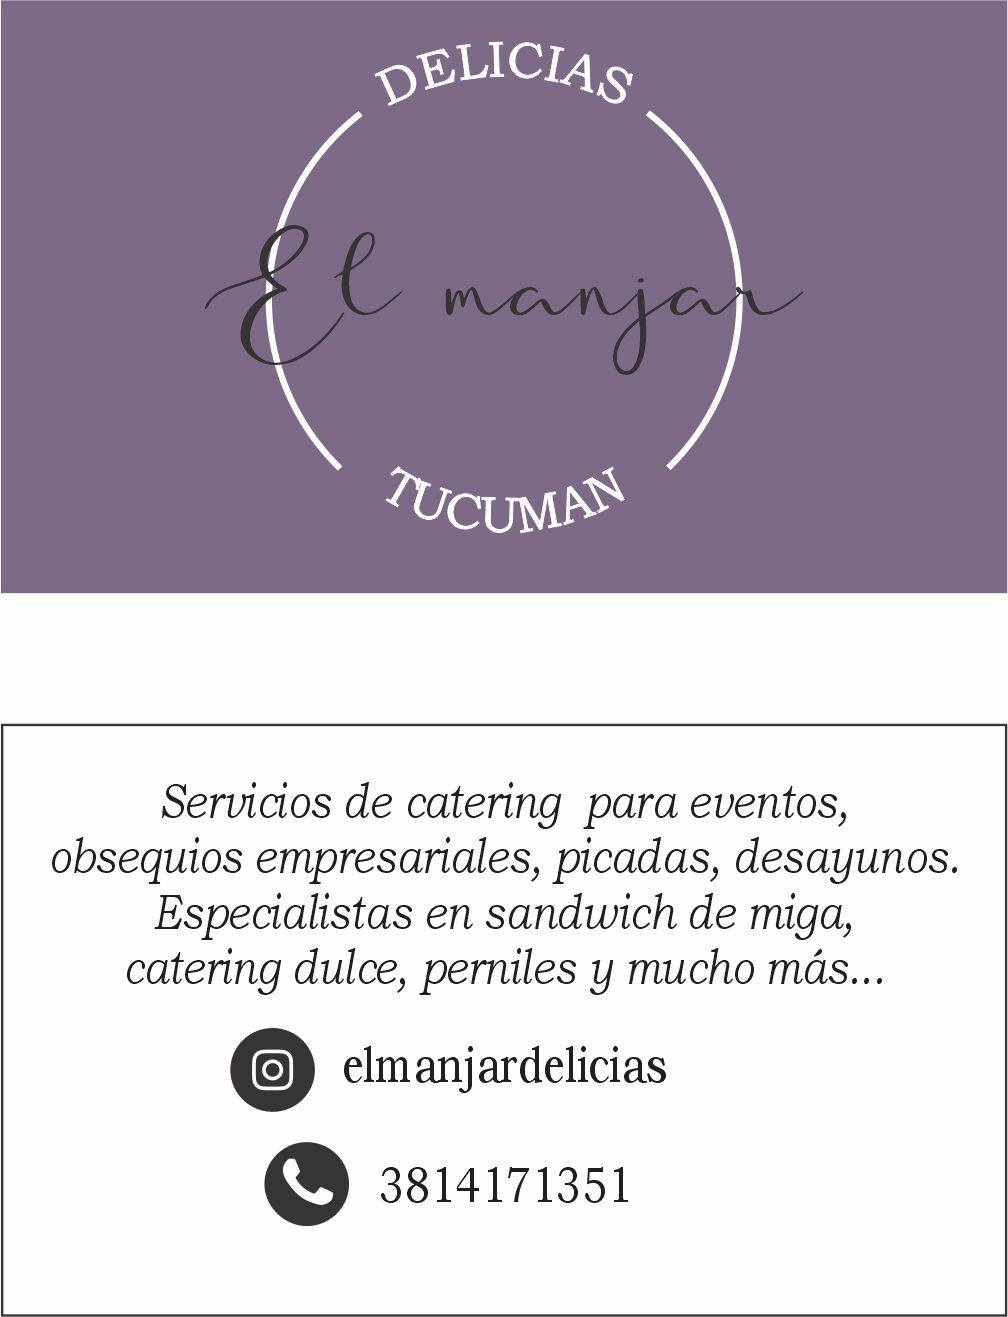 DELICIAS
El manjar
TUCUMAN
Servicios de catering para eventos,
obsequios empresariales, picadas, desayunos.
Especialistas en sandwich de miga,
catering dulce, perniles y mucho más...
elmanjardelicias
3814171351